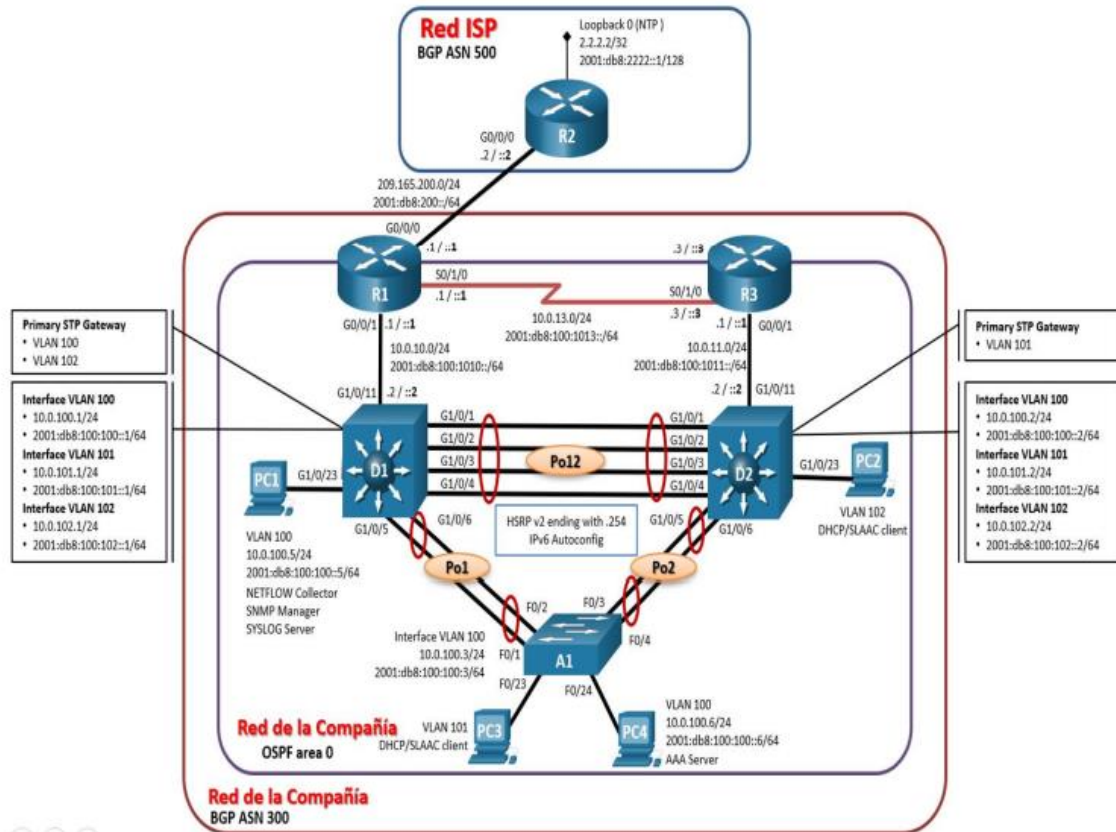 Red ISP
BGP ASN 500
Loopback 0 (NTP )
2.2.2.2/32
2001:db8:2222::1/128
R2
G0/0/0
.2 / ::2
209.165.200.0/24
2001:db8:200::/64
G0/0/0
.1 / ::1
.3 / ::3
R1
S0/1/0
.1 / ::1
S0/1/0
.3 / ::3
R3
10.0.13.0/24
2001:db8:100:1013::/64
G0/0/1
.1 / ::1
.1 / ::1
G0/0/1
10.0.10.0/24
2001:db8:100:1010::/64
10.0.11.0/24
2001:db8:100:1011::/64
G1/0/11
.2 / ::2
.2 / ::2
G1/0/11
Primary STP Gateway
• VLAN 100
• VLAN 102
Interface VLAN 100
• 10.0.100.1/24
• 2001:db8:100:100::1/64
Interface VLAN 101
• 10.0.101.1/24
• 2001:db8:100:101::1/64
Interface VLAN 102
• 10.0.102.1/24
• 2001:db8:100:102::1/64
Primary STP Gateway
• VLAN 101
Interface VLAN 100
• 10.0.100.2/24
• 2001:db8:100:100::2/64
Interface VLAN 101
• 10.0.101.2/24
• 2001:db8:100:101::2/64
Interface VLAN 102
• 10.0.102.2/24
• 2001:db8:100:102::2/64
G1/0/1
G1/0/1
G1/0/2
G1/0/2
G1/0/3
G1/0/3
G1/0/4
G1/0/4
Po12
D1
D2
PC1
G1/0/23
G1/0/23
PC2
VLAN 102
DHCP/SLAAC client
G1/0/5
G1/0/6
G1/0/5
G1/0/6
HSRP v2 ending with .254
IPv6 Autoconfig
VLAN 100
10.0.100.5/24
2001:db8:100:100::5/64
NETFLOW Collector
SNMP Manager
SYSLOG Server
Po1
Po2
F0/2
F0/3
F0/1
F0/4
Interface VLAN 100
10.0.100.3/24
2001:db8:100:100:3/64
A1
F0/23
F0/24
VLAN 101
DHCP/SLAAC client
PC3
PC4
VLAN 100
10.0.100.6/24
2001:db8:100:100::6/64
AAA Server
Red de la Compañía
OSPF area 0
Red de la Compañía
BGP ASN 300